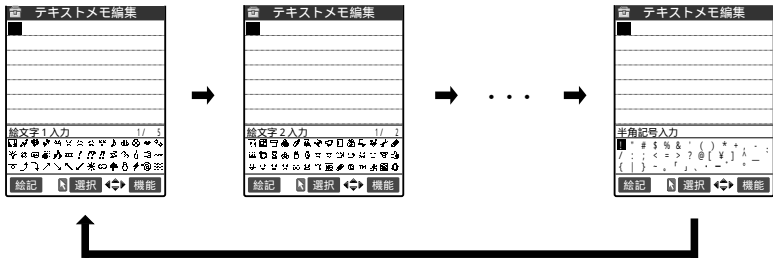 テキストメモ編集
絵文字1入力 1/ 5
絵記 選択 機能
テキストメモ編集
絵文字2入力 1/ 2
絵記 選択 機能
・・・
テキストメモ編集
半角記号入力
! " # $ % & ' ( ) * + , - .
/ : ; < = > ? @ [ ¥ ] ^ _
{ | } ~ 。 「 」 、 ・ ー ゛ ゜
絵記 選択 機能